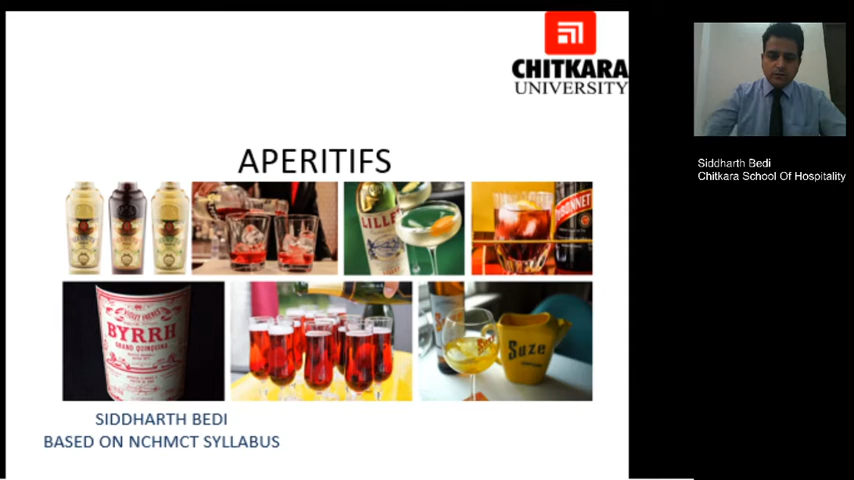 CHITKARA
UNIVERSITY
Siddharth Bedi
Chitkara School Of Hospitality
APERITIFS
LILLET
BYRRH
GRAND QUINQUINA
Suze
SIDDHARTH BEDI
BASED ON NCHMCT SYLLABUS